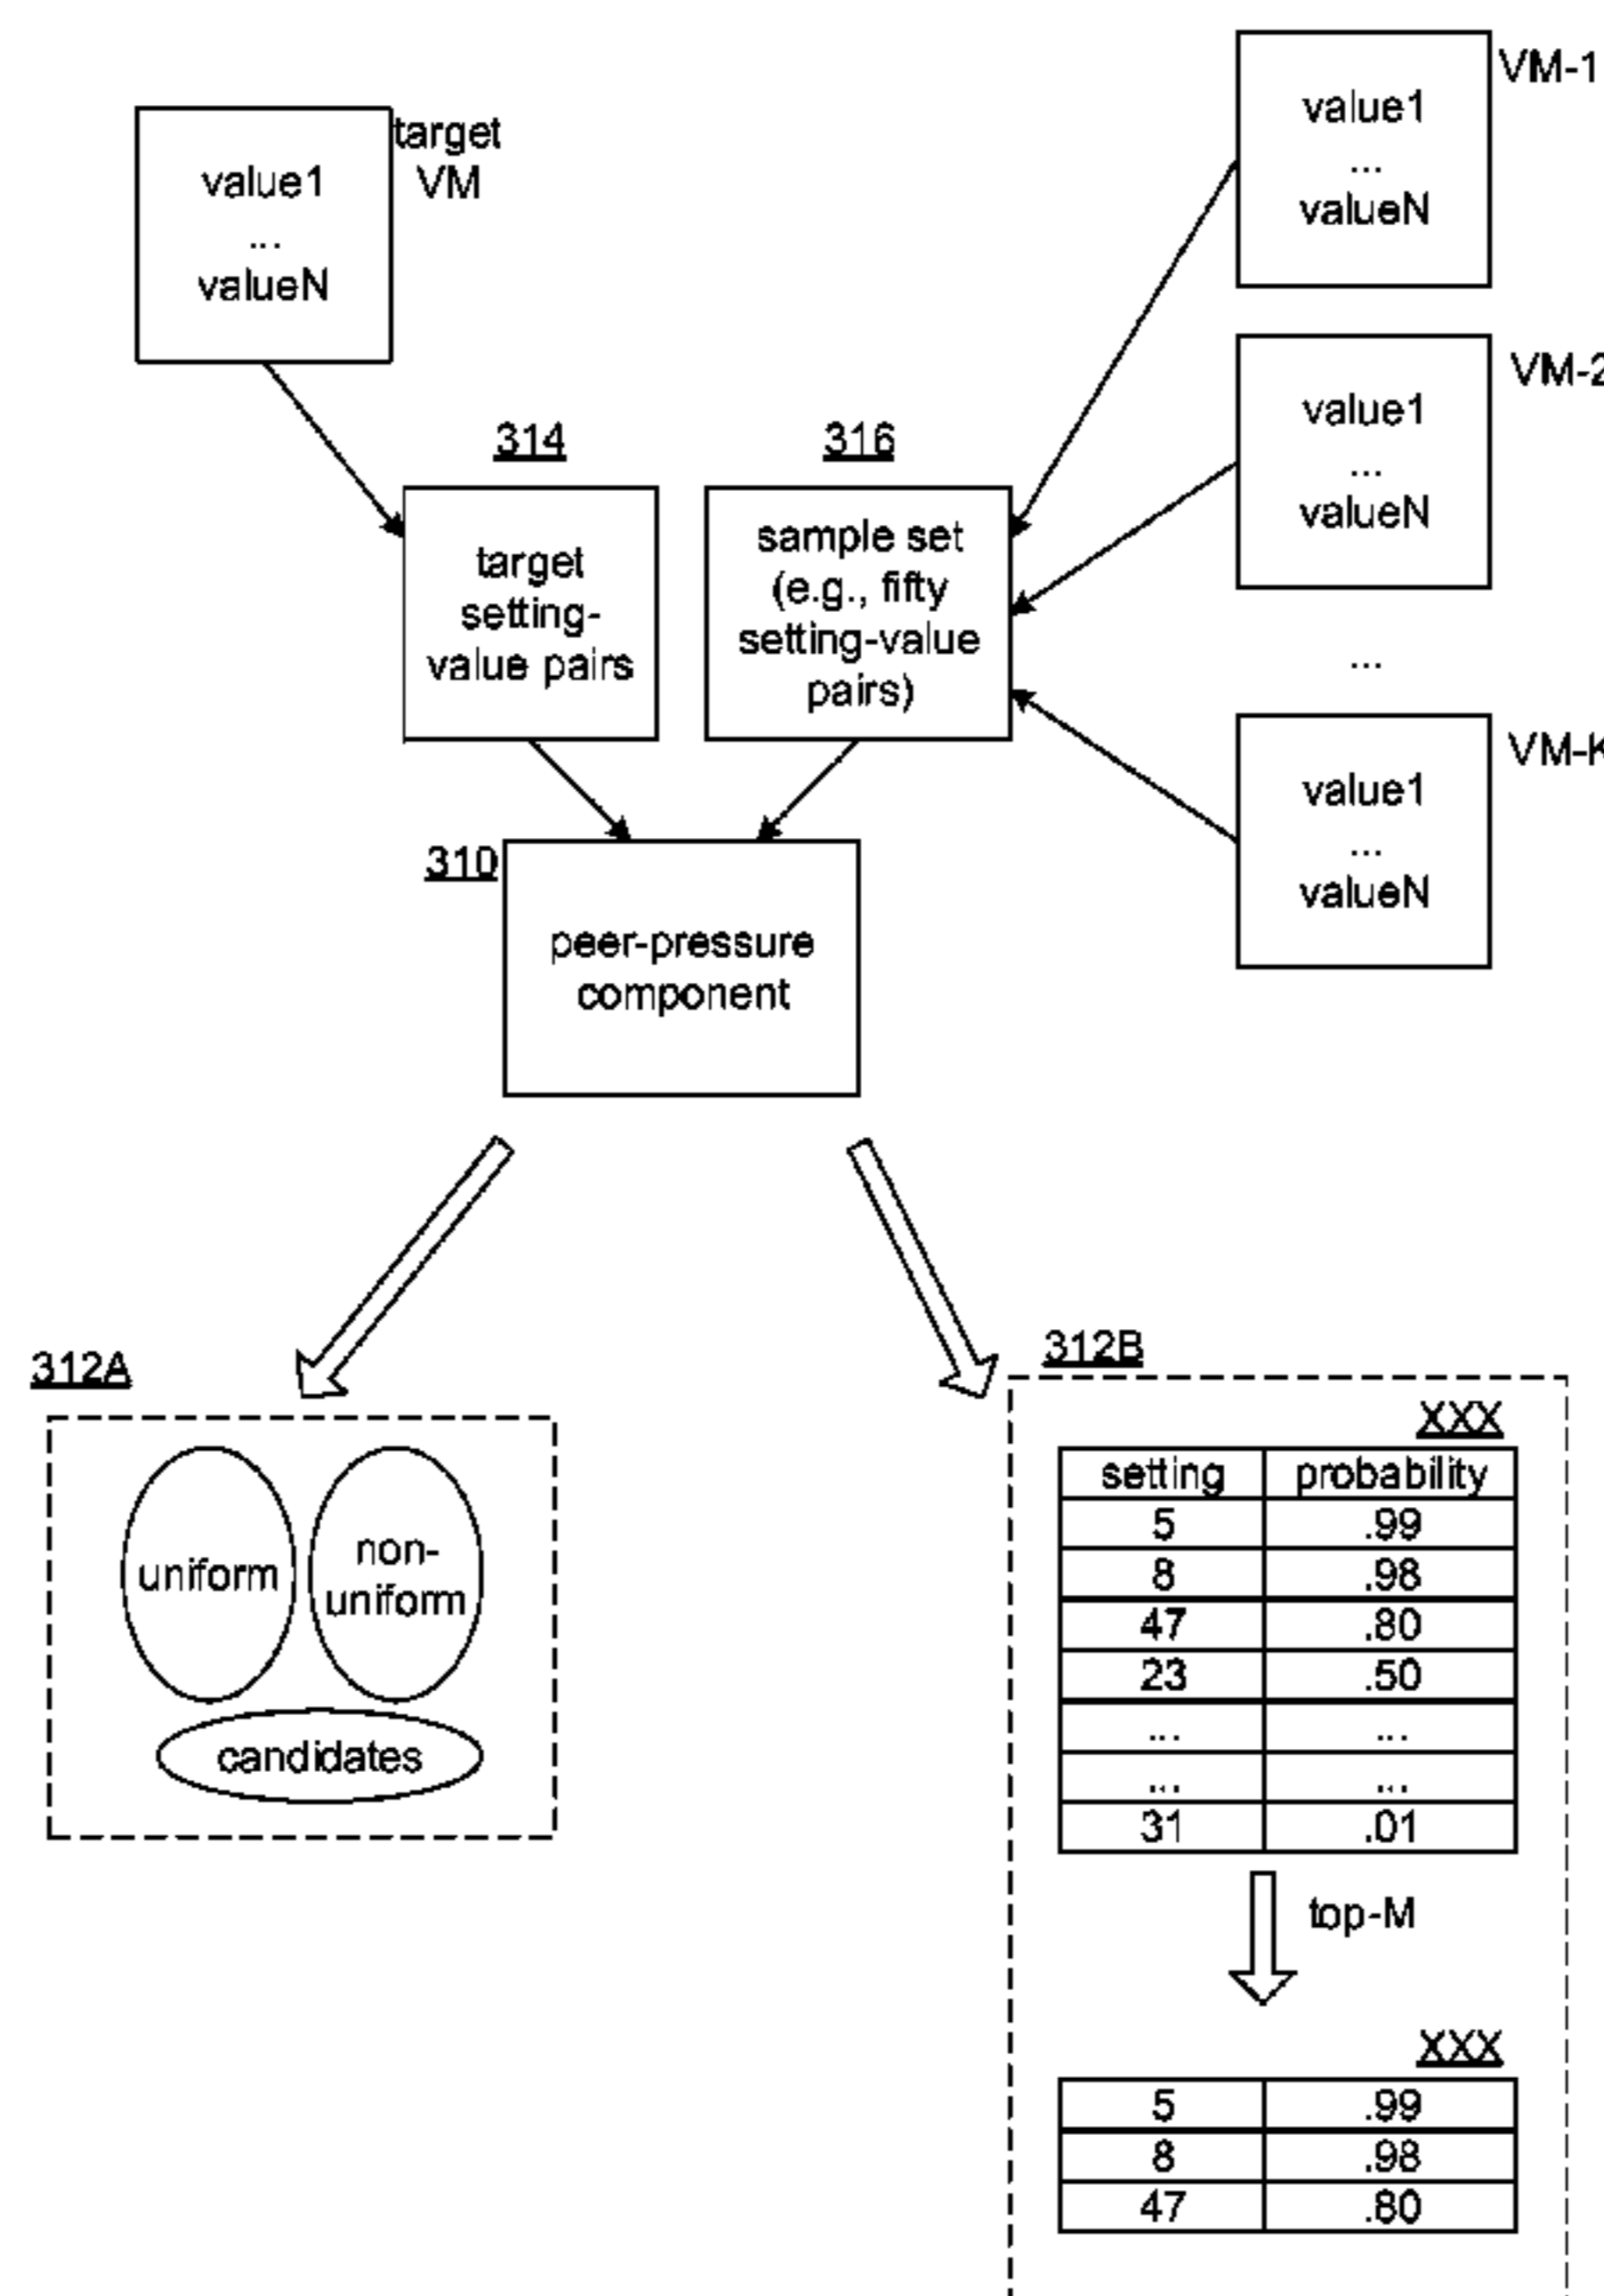 VM-1
value1
...
valueN
target
VM
value1
...
valueN
VM-2
value1
...
valueN
314
316
target
setting-
value pairs
sample set
(e.g., fifty
setting-value
pairs)
...
VM-K
value1
...
valueN
310
peer-pressure
component
312A
uniform
non-
uniform
candidates
312B
XXX
setting probability
5 .99
8 .98
47 .80
23 .50
... ...
... ...
31 .01
top-M
XXX
5 .99
8 .98
47 .80